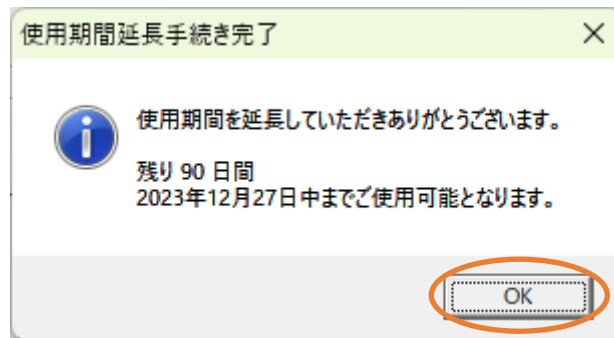 使用期間延長手続き完了
使用期間を延長していただきありがとうございます。
残り 90 日間
2023年12月27日中までご使用可能となります。
OK